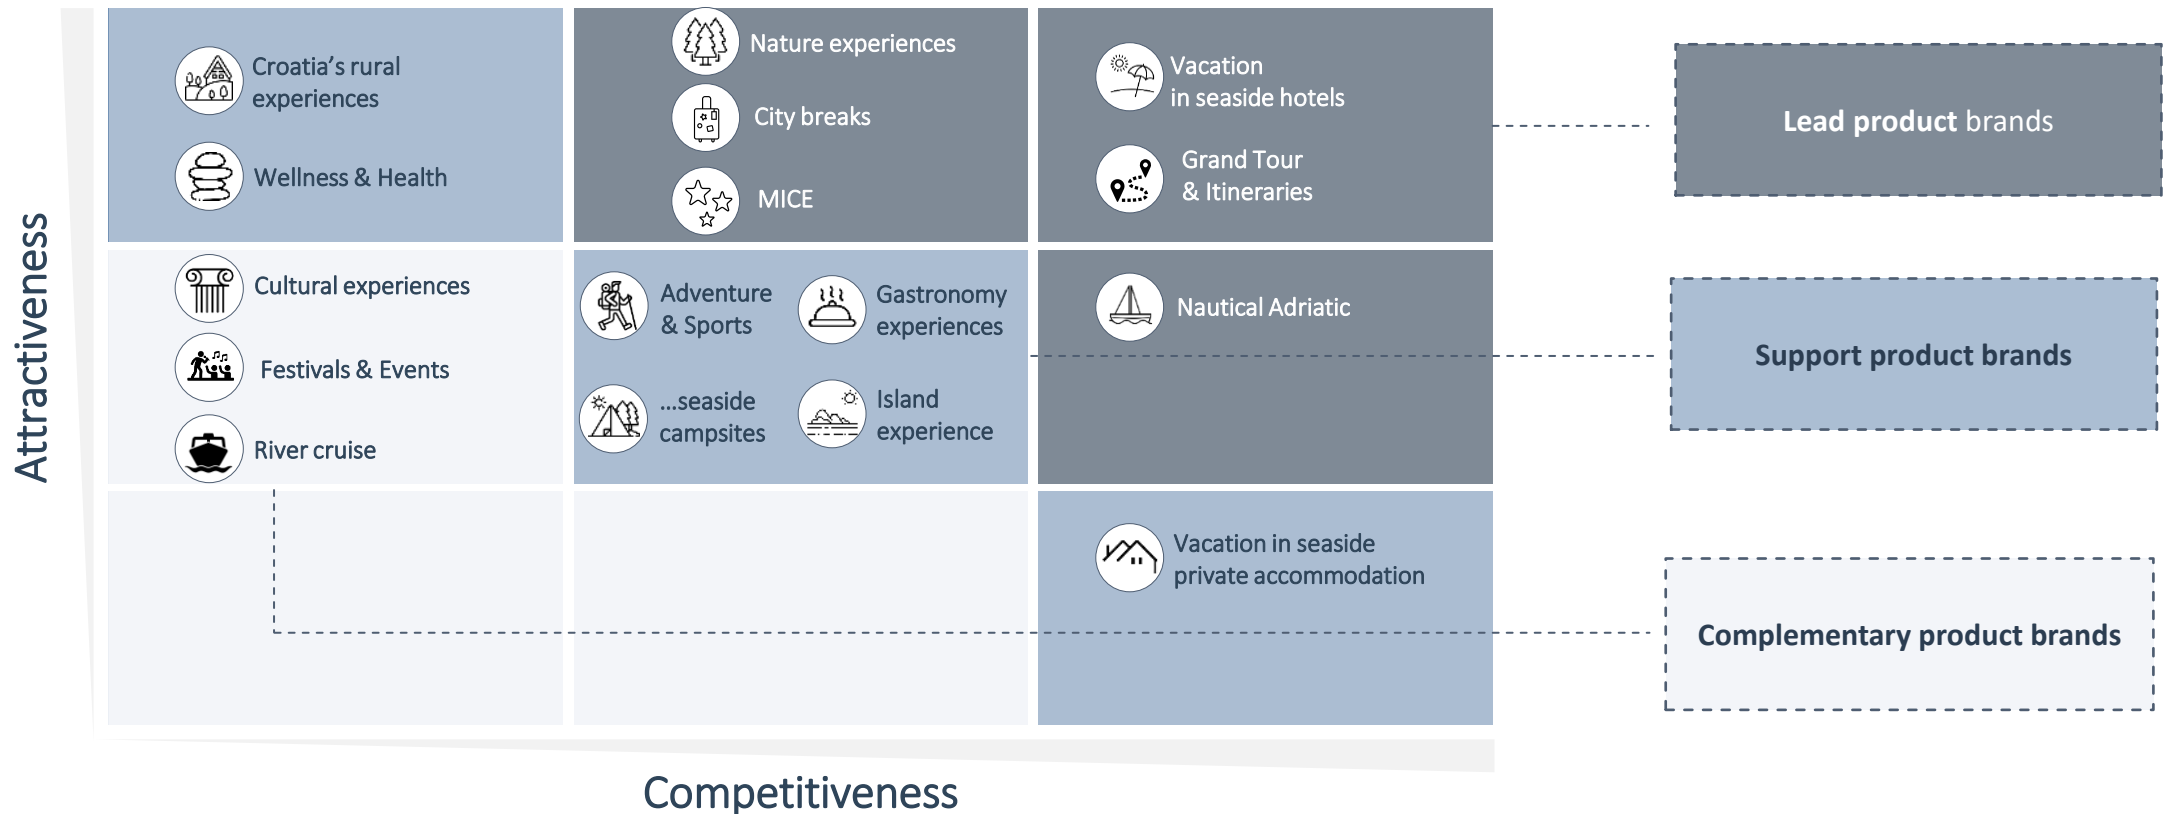 Attractiveness
Croatia's rural
experiences
Wellness & Health
Nature experiences
City breaks
MICE
Vacation
in seaside hotels
Grand Tour
& Itineraries
Lead product brands
Cultural experiences
Festivals & Events
River cruise
Adventure
& Sports
Gastronomy
experiences
...seaside
campsites
Island
experience
Nautical Adriatic
Support product brands
Vacation in seaside
private accommodation
Complementary product brands
Competitiveness